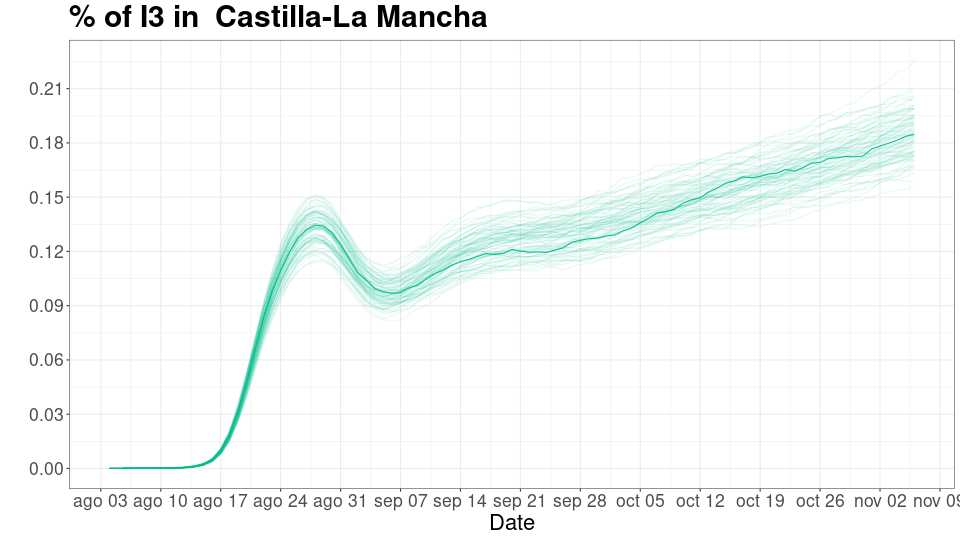 % of I3 in  Castilla-La Mancha
0.21
0.18
0.15
0.12
0.09
0.06
0.03
0.00
ago 03 ago 10 ago 17 ago 24 ago 31 sep 07 sep 14 sep 21 sep 28 oct 05 oct 12 oct 19 oct 26 nov 02 nov 09
Date